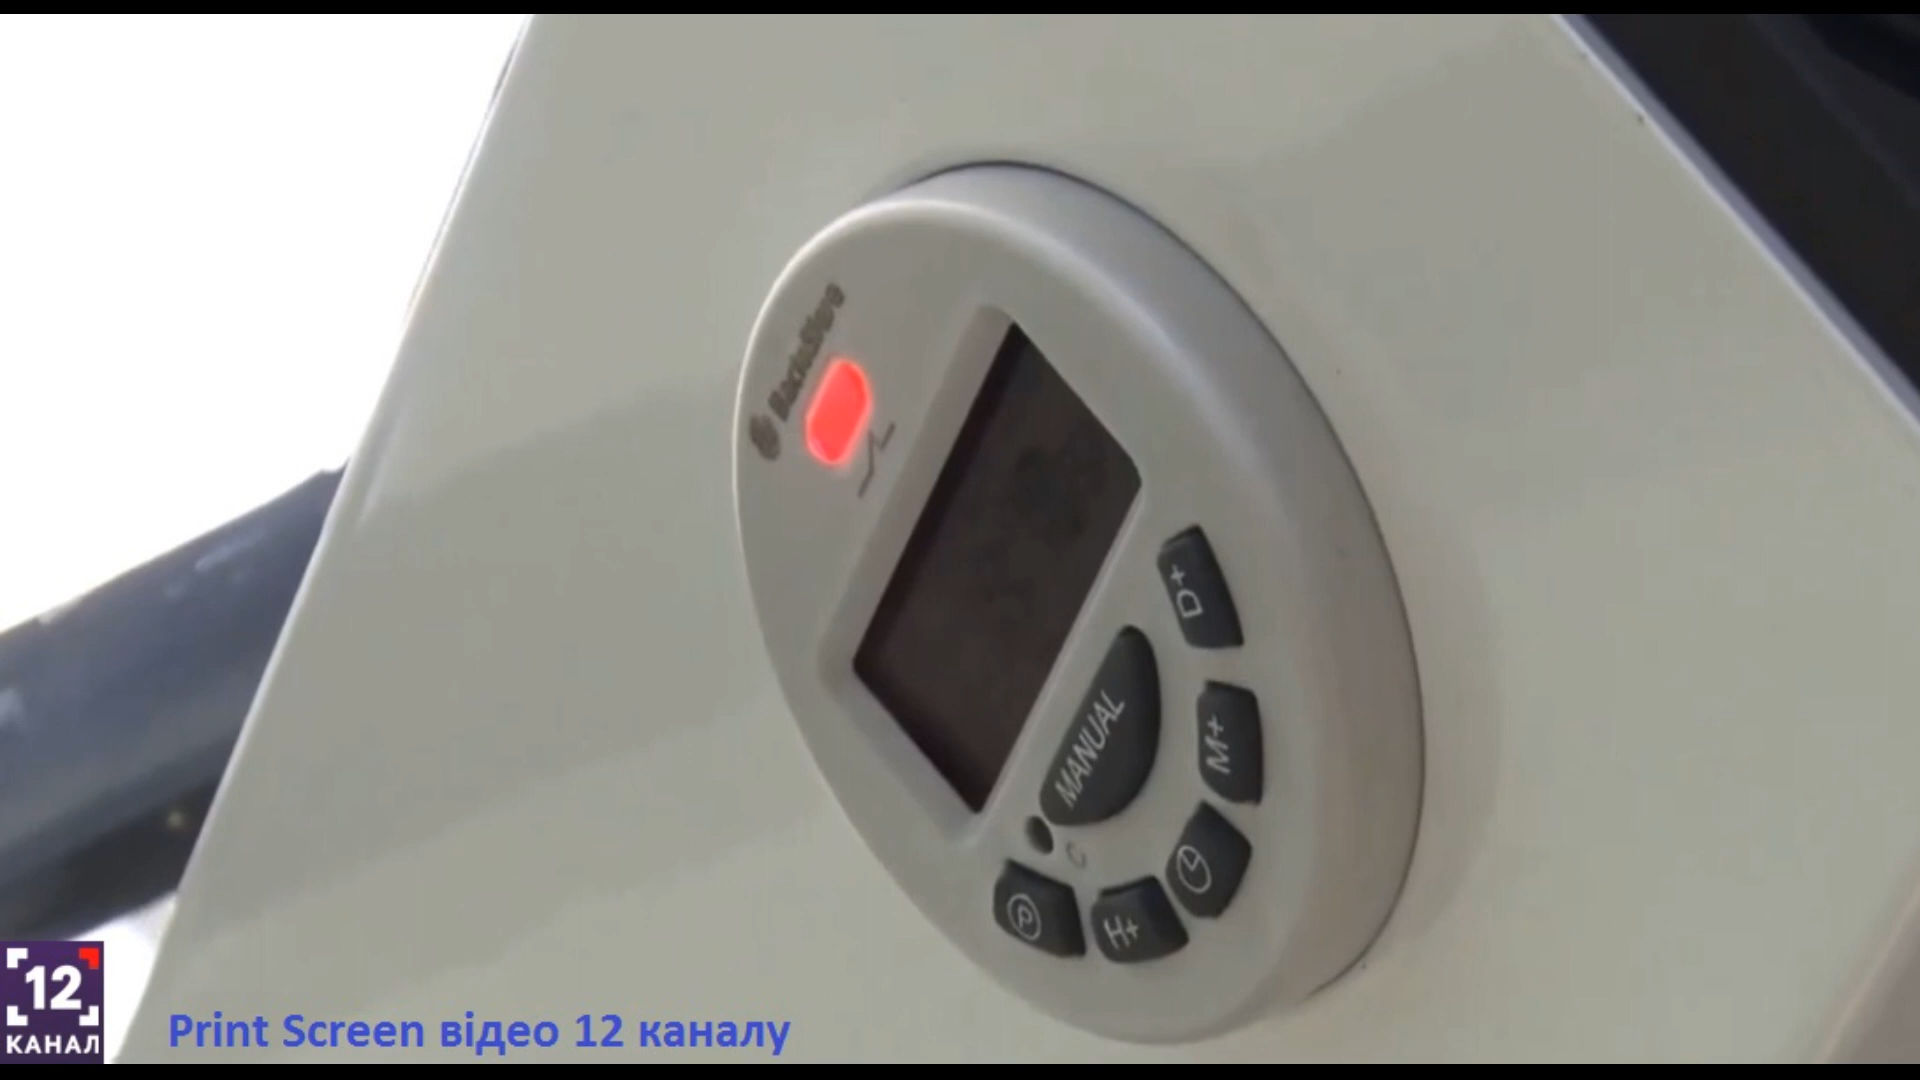 D+
MANUAL
M+
C
P
H+
12
КАНАЛ
Print Screen відео 12 каналу